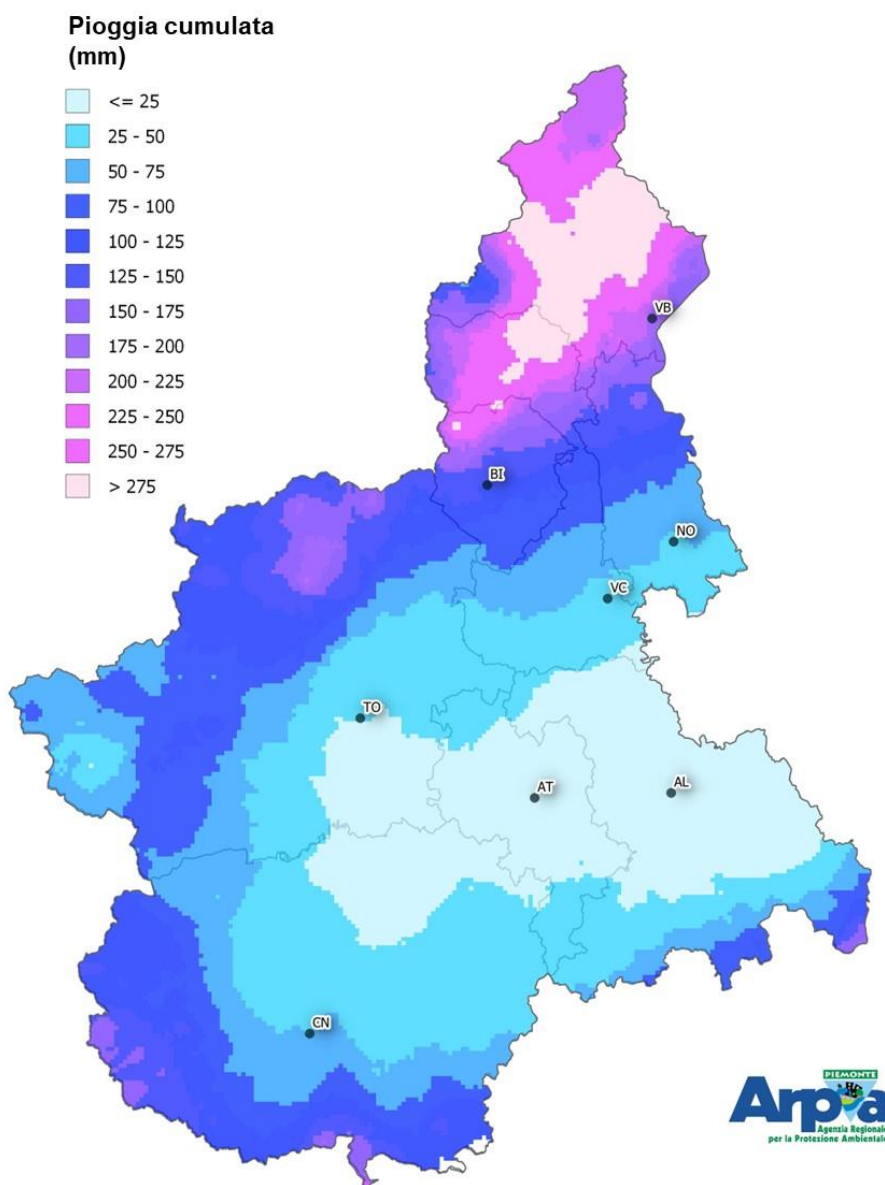 Pioggia cumulata
(mm)
<= 25
25 - 50
50 - 75
75 - 100
100 - 125
125 - 150
150 - 175
175 - 200
200 - 225
225 - 250
250 - 275
> 275
VB
BI
NO
VC
TO
AT
AL
CN
PIEMONTE
Arpa
Agenzia Regionale
per la Protezione Ambientale